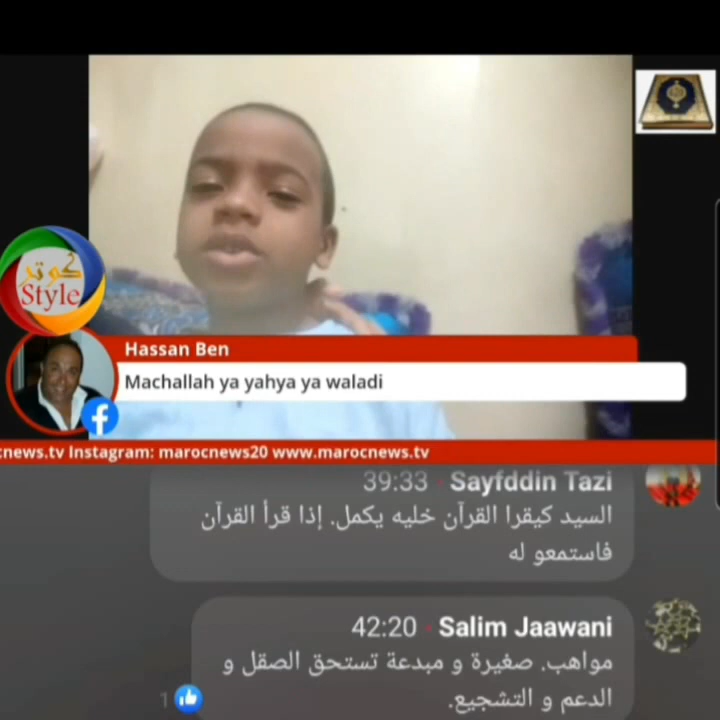 كوثر
Style
Hassan Ben
Machallah ya yahya ya waladi
cnews.tv Instagram: marocnews20 www.marocnews.tv
39:33 · Sayfddin Tazi
السيد كيقرا القرآن خليه يكمل. إذا قرأ القرآن
فاستمعو له
42:20 · Salim Jaawani
مواهب. صغيرة و مبدعة تستحق الصقل و
الدعم و التشجيع.
1